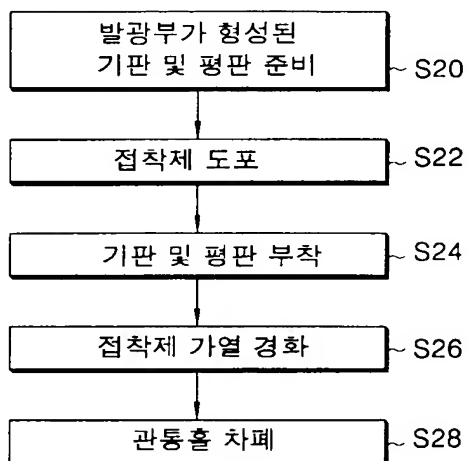 발광부가 형성된
기판 및 평판 준비
S20
접착제 도포
S22
기판 및 평판 부착
S24
접착제 가열 경화
S26
관통홀 차폐
S28